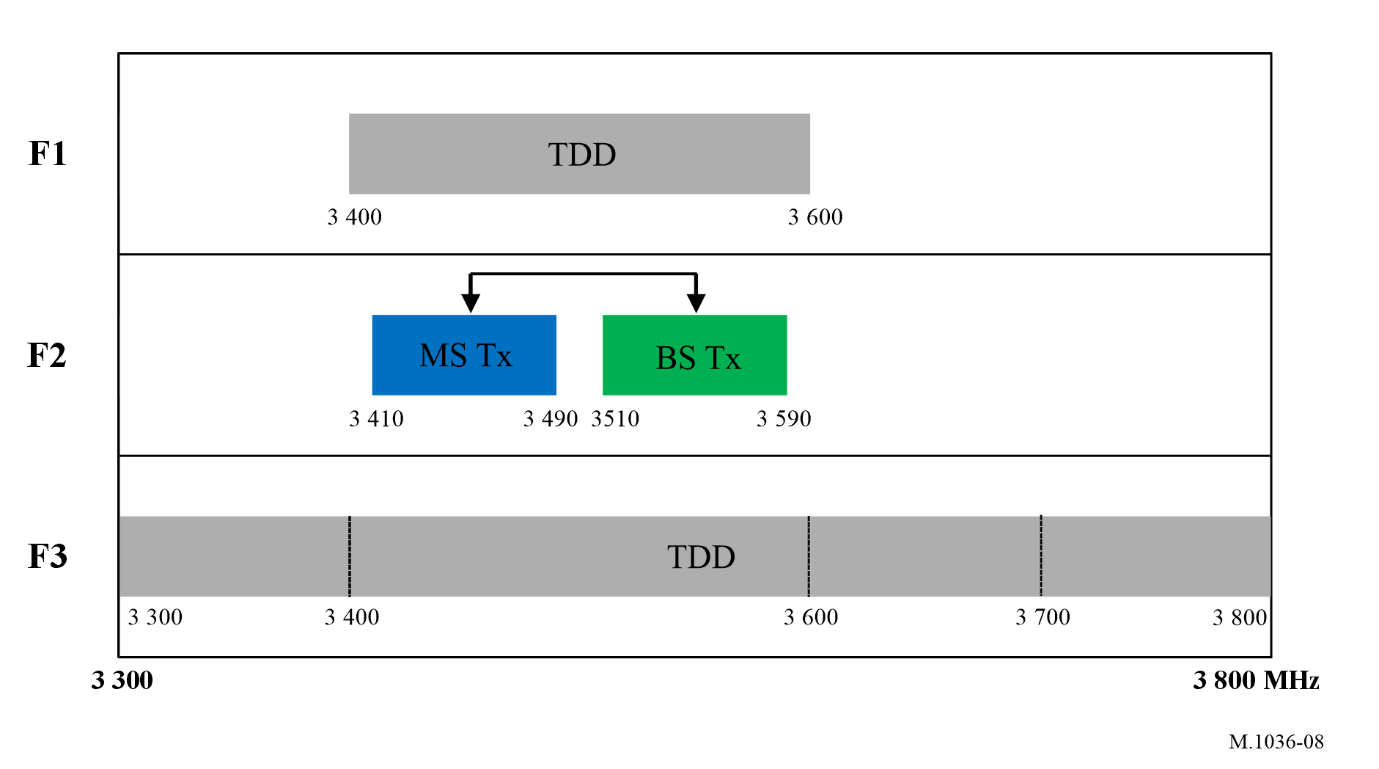 F1
TDD
3 400 3 600
F2
MS Tx BS Tx
3 410 3 490 3510 3 590
F3
TDD
3 300 3 400 3 600 3 700 3 800
3 300 3 800 MHz
M.1036-08